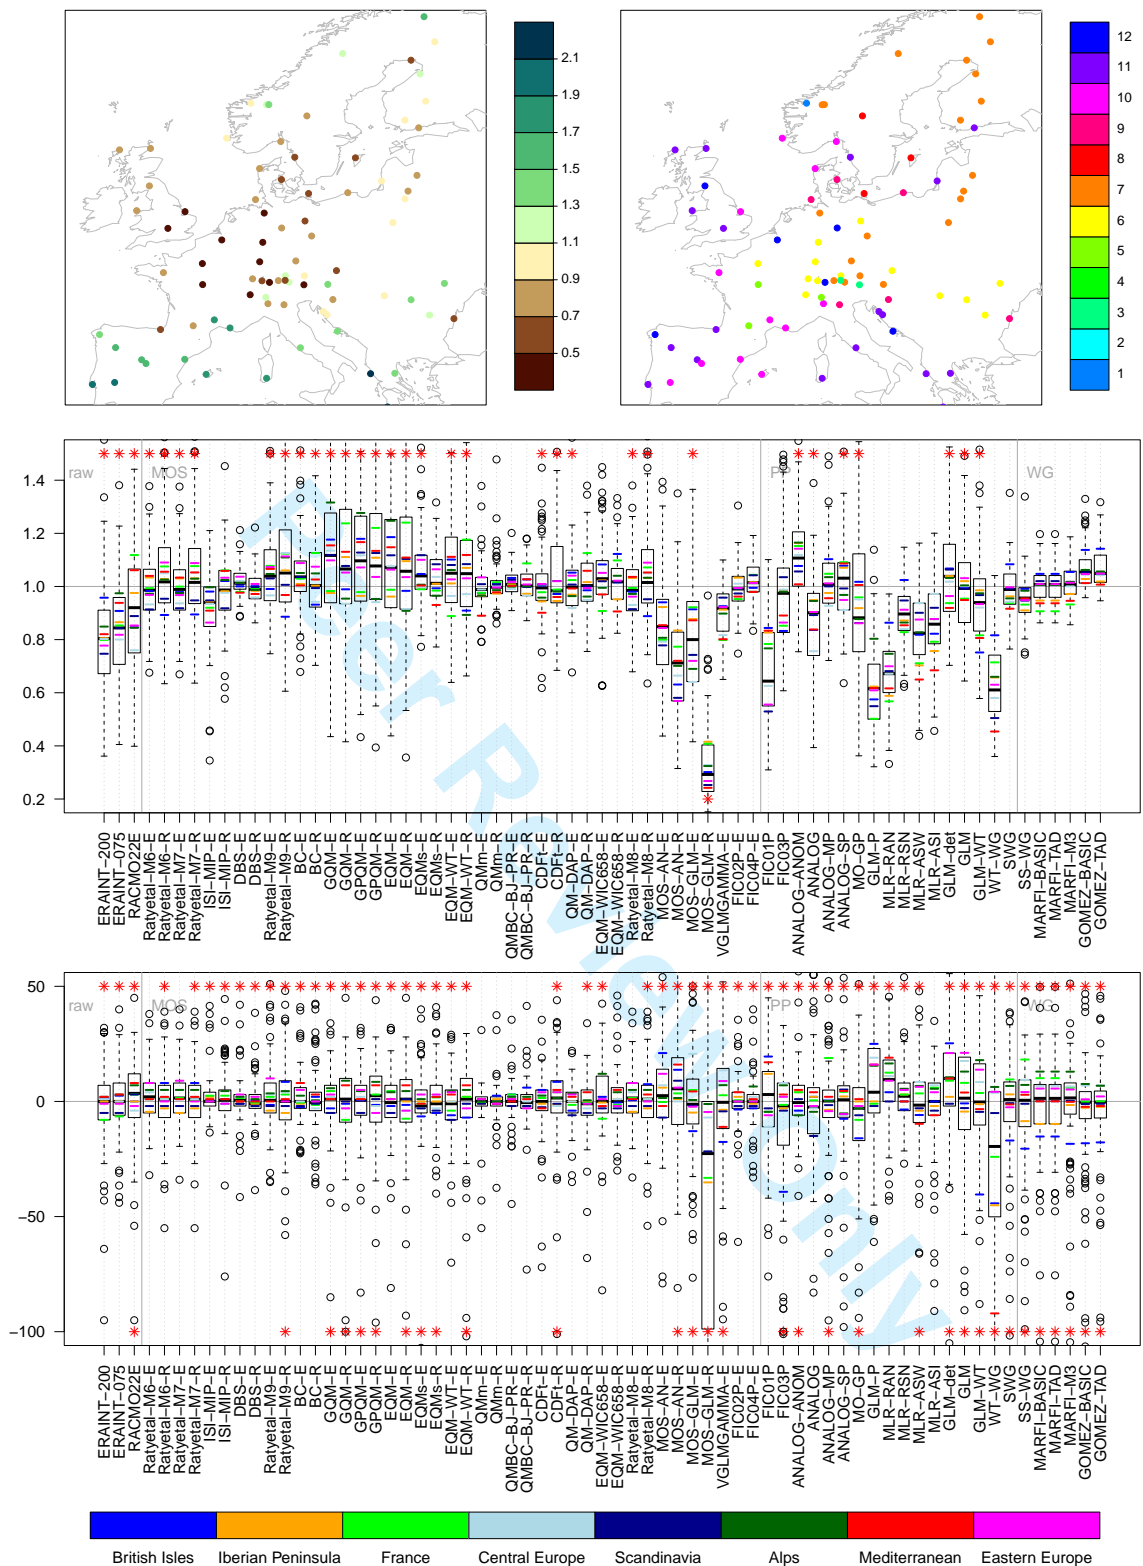 2.1
1.9
1.7
1.5
1.3
1.1
0.9
0.7
0.5
12
11
10
9
8
7
6
5
4
3
2
1
raw
MOS
PP
WG
1.4
1.2
1.0
0.8
0.6
0.4
0.2
ERAINT-200
ERAINT-075
RACMO22E
Ratyetal-M6-E
Ratyetal-M6-R
Ratyetal-M7-E
Ratyetal-M7-R
ISI-MIP-E
ISI-MIP-R
DBS-E
DBS-R
Ratyetal-M9-E
Ratyetal-M9-R
BC-E
BC-R
GQM-E
GQM-R
GPQM-E
GPQM-R
EQM-E
EQM-R
EQMs-E
EQMs-R
EQM-WT-E
EQM-WT-R
QMm-E
QMm-R
QMBC-BJ-PR-E
QMBC-BJ-PR-R
CDFt-E
CDFt-R
QM-DAP-E
QM-DAP-R
EQM-WIC658-E
EQM-WIC658-R
Ratyetal-M8-E
Ratyetal-M8-R
MOS-AN-E
MOS-AN-R
MOS-GLM-E
MOS-GLM-R
VGLMGAMMA-E
FIC02P-E
FIC04P-E
FIC01P
FIC03P
ANALOG-ANOM
ANALOG
ANALOG-MP
ANALOG-SP
MO-GP
GLM-P
MLR-RAN
MLR-RSN
MLR-ASW
MLR-ASI
GLM-det
GLM
GLM-WT
WT-WG
SWG
SS-WG
MARFI-BASIC
MARFI-TAD
MARFI-M3
GOMEZ-BASIC
GOMEZ-TAD
raw
MOS
PP
WG
50
0
-50
-100
ERAINT-200
ERAINT-075
RACMO22E
Ratyetal-M6-E
Ratyetal-M6-R
Ratyetal-M7-E
Ratyetal-M7-R
ISI-MIP-E
ISI-MIP-R
DBS-E
DBS-R
Ratyetal-M9-E
Ratyetal-M9-R
BC-E
BC-R
GQM-E
GQM-R
GPQM-E
GPQM-R
EQM-E
EQM-R
EQMs-E
EQMs-R
EQM-WT-E
EQM-WT-R
QMm-E
QMm-R
QMBC-BJ-PR-E
QMBC-BJ-PR-R
CDFt-E
CDFt-R
QM-DAP-E
QM-DAP-R
EQM-WIC658-E
EQM-WIC658-R
Ratyetal-M8-E
Ratyetal-M8-R
MOS-AN-E
MOS-AN-R
MOS-GLM-E
MOS-GLM-R
VGLMGAMMA-E
FIC02P-E
FIC04P-E
FIC01P
FIC03P
ANALOG-ANOM
ANALOG
ANALOG-MP
ANALOG-SP
MO-GP
GLM-P
MLR-RAN
MLR-RSN
MLR-ASW
MLR-ASI
GLM-det
GLM
GLM-WT
WT-WG
SWG
SS-WG
MARFI-BASIC
MARFI-TAD
MARFI-M3
GOMEZ-BASIC
GOMEZ-TAD
Peer Review Only
British Isles
Iberian Peninsula
France
Central Europe
Scandinavia
Alps
Mediterranean
Eastern Europe